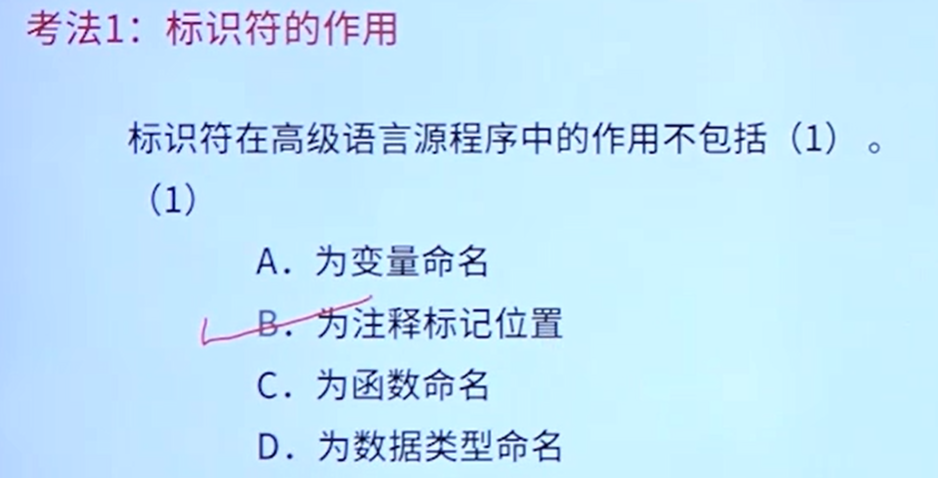 考法1：标识符的作用
标识符在高级语言源程序中的作用不包括（1）。
（1）
A．为变量命名
B．为注释标记位置
C．为函数命名
D．为数据类型命名